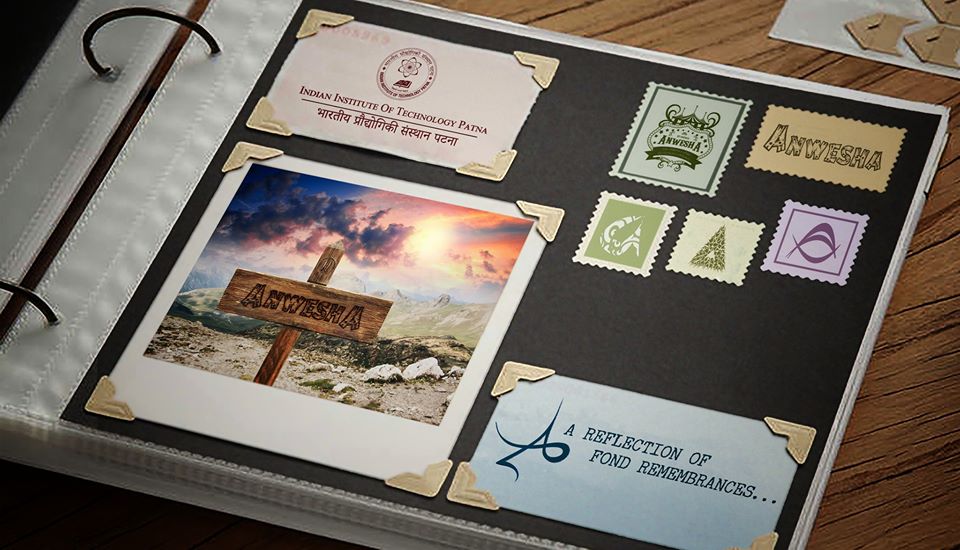 INDIAN INSTITUTE OF TECHNOLOGY PATNA
भारतीय प्रौद्योगिकी संस्थान पटना
ANWESHA
ANWESHA
ANWESHA
A REFLECTION OF
FOND REMEMBRANCES...